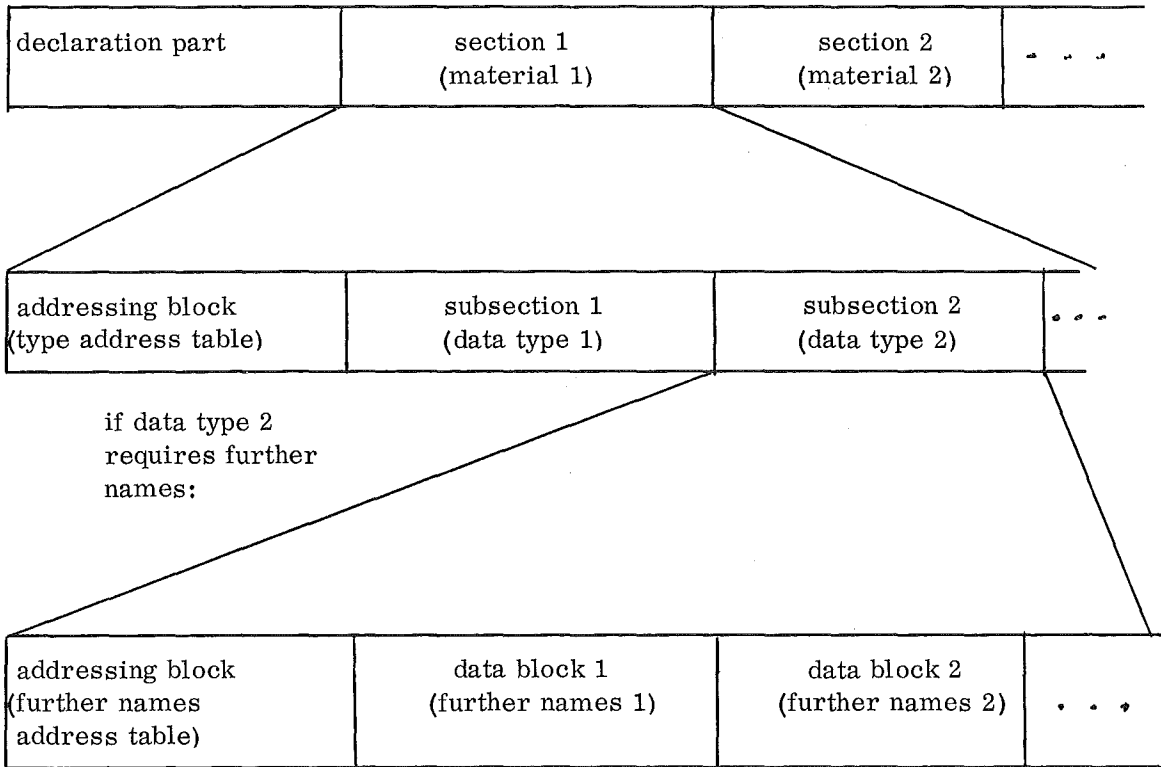 declaration part
section 1
(material 1)
section 2
(material 2)
. . .
addressing block
(type address table)
subsection 1
(data type 1)
subsection 2
(data type 2)
. . .
if data type 2
requires further
names:
addressing block
(further names
address table)
data block 1
(further names 1)
data block 2
(further names 2)
. . .